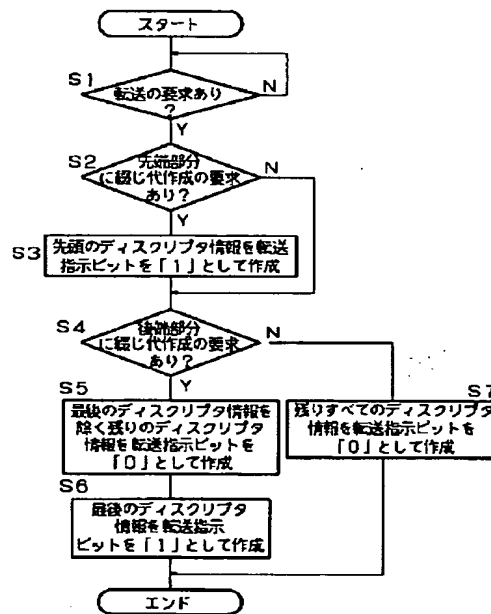 スタート
S1
転送の要求あり
?
N
Y
S2
先端部分
に綴じ代作成の要求
あり?
N
Y
S3
先頭のディスクリプタ情報を転送
指示ビットを「1」として作成
S4
後端部分
に綴じ代作成の要求
あり?
N
Y
S5
最後のディスクリプタ情報を
除く残りのディスクリプタ
情報を転送指示ビットを
「0」として作成
S7
残りすべてのディスクリプタ
情報を転送指示ビットを
「0」として作成
S6
最後のディスクリプタ
情報を転送指示
ビットを「1」として作成
エンド